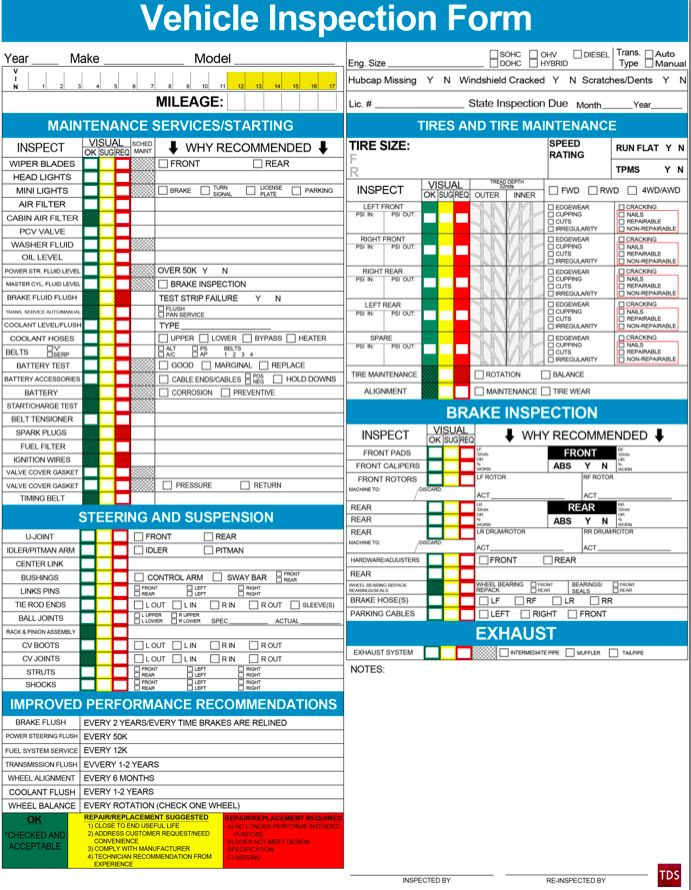 Vehicle Inspection Form
Year Make Model
V I N 1 2 3 4 5 6 7 8 9 10 11 12 13 14 15 16 17
MILEAGE:
SOHC OHV DIESEL Trans. Auto
Eng. Size DOHC HYBRID Type Manual
Hubcap Missing Y N Windshield Cracked Y N Scratches/Dents Y N
Lic. # State Inspection Due Month Year
MAINTENANCE SERVICES/STARTING
INSPECT VISUAL SCHED. MAINT WHY RECOMMENDED
OK SUG REQ
WIPER BLADES FRONT REAR
HEAD LIGHTS
MINI LIGHTS BRAKE TURN SIGNAL LICENSE PLATE PARKING
AIR FILTER
CABIN AIR FILTER
PCV VALVE
WASHER FLUID
OIL LEVEL
POWER STR. FLUID LEVEL OVER 50K Y N
MASTER CYL. FLUID LEVEL BRAKE INSPECTION
BRAKE FLUID FLUSH TEST STRIP FAILURE Y N
TRANS. SERVICE AUTO/MANUAL FLUSH PAN SERVICE
COOLANT LEVEL/FLUSH TYPE
COOLANT HOSES UPPER LOWER BYPASS HEATER
BELTS "V" SERP ALT A/C PS AP BELTS 1 2 3 4
BATTERY TEST GOOD MARGINAL REPLACE
BATTERY ACCESSORIES CABLE ENDS/CABLES POS NEG HOLD DOWNS
BATTERY CORROSION PREVENTIVE
START/CHARGE TEST
BELT TENSIONER
SPARK PLUGS
FUEL FILTER
IGNITION WIRES
VALVE COVER GASKET
VALVE COVER GASKET PRESSURE RETURN
TIMING BELT
STEERING AND SUSPENSION
U-JOINT FRONT REAR
IDLER/PITMAN ARM IDLER PITMAN
CENTER LINK
BUSHINGS CONTROL ARM SWAY BAR FRONT REAR
LINKS PINS FRONT REAR LEFT LEFT RIGHT RIGHT
TIE ROD ENDS L OUT L IN R IN R OUT SLEEVE(S)
BALL JOINTS L UPPER L LOWER R UPPER R LOWER SPEC ACTUAL
RACK & PINION ASSEMBLY
CV BOOTS L OUT L IN R IN R OUT
CV JOINTS L OUT L IN R IN R OUT
STRUTS FRONT REAR LEFT LEFT RIGHT RIGHT
SHOCKS FRONT REAR LEFT LEFT RIGHT RIGHT
IMPROVED PERFORMANCE RECOMMENDATIONS
BRAKE FLUSH EVERY 2 YEARS/EVERY TIME BRAKES ARE RELINED
POWER STEERING FLUSH EVERY 50K
FUEL SYSTEM SERVICE EVERY 12K
TRANSMISSION FLUSH EVVERY 1-2 YEARS
WHEEL ALIGNMENT EVERY 6 MONTHS
COOLANT FLUSH EVERY 1-2 YEARS
WHEEL BALANCE EVERY ROTATION (CHECK ONE WHEEL)
OK
*CHECKED AND
ACCEPTABLE
REPAIR/REPLACEMENT SUGGESTED
1) CLOSE TO END USEFUL LIFE
2) ADDRESS CUSTOMER REQUEST/NEED
CONVENIENCE
3) COMPLY WITH MANUFACTURER
4) TECHNICIAN RECOMMENDATION FROM
EXPERIENCE
REPAIR/REPLACEMENT REQUIRED
A) NO LONGER PERFORMS INTENDED
PURPOSE
B) DOES NOT MEET DESIGN
SPECIFICATION
C) MISSING
TIRES AND TIRE MAINTENANCE
TIRE SIZE: SPEED RATING RUN FLAT Y N
F
R TPMS Y N
INSPECT VISUAL TREAD DEPTH 32nds FWD RWD 4WD/AWD
OK SUG REQ OUTER INNER
LEFT FRONT EDGEWEAR CRACKING
PSI IN: PSI OUT: CUPPING NAILS
CUTS REPAIRABLE
IRREGULARITY NON-REPAIRABLE
RIGHT FRONT EDGEWEAR CRACKING
PSI IN: PSI OUT: CUPPING NAILS
CUTS REPAIRABLE
IRREGULARITY NON-REPAIRABLE
RIGHT REAR EDGEWEAR CRACKING
PSI IN: PSI OUT: CUPPING NAILS
CUTS REPAIRABLE
IRREGULARITY NON-REPAIRABLE
LEFT REAR EDGEWEAR CRACKING
PSI IN: PSI OUT: CUPPING NAILS
CUTS REPAIRABLE
IRREGULARITY NON-REPAIRABLE
SPARE EDGEWEAR CRACKING
PSI IN: PSI OUT: CUPPING NAILS
CUTS REPAIRABLE
IRREGULARITY NON-REPAIRABLE
TIRE MAINTENANCE ROTATION BALANCE
ALIGNMENT MAINTENANCE TIRE WEAR
BRAKE INSPECTION
INSPECT VISUAL WHY RECOMMENDED
OK SUG REQ
FRONT PADS LF 32nds OR % WORN FRONT RF 32nds OR % WORN
FRONT CALIPERS ABS Y N
FRONT ROTORS LF ROTOR RF ROTOR
MACHINE TO: DISCARD: ACT ACT
REAR LR 32nds OR % WORN REAR RR 32nds OR % WORN
REAR ABS Y N
REAR LR DRUM/ROTOR RR DRUM/ROTOR
MACHINE TO: DISCARD: ACT ACT
HARDWARE/ADJUSTERS FRONT REAR
REAR
WHEEL BEARING REPACK BEARINGS/SEALS WHEEL BEARING REPACK FRONT REAR BEARINGS/ SEALS FRONT REAR
BRAKE HOSE(S) LF RF LR RR
PARKING CABLES LEFT RIGHT FRONT
EXHAUST
EXHAUST SYSTEM INTERMEDIATE PIPE MUFFLER TAILPIPE
NOTES:
INSPECTED BY RE-INSPECTED BY
TDS